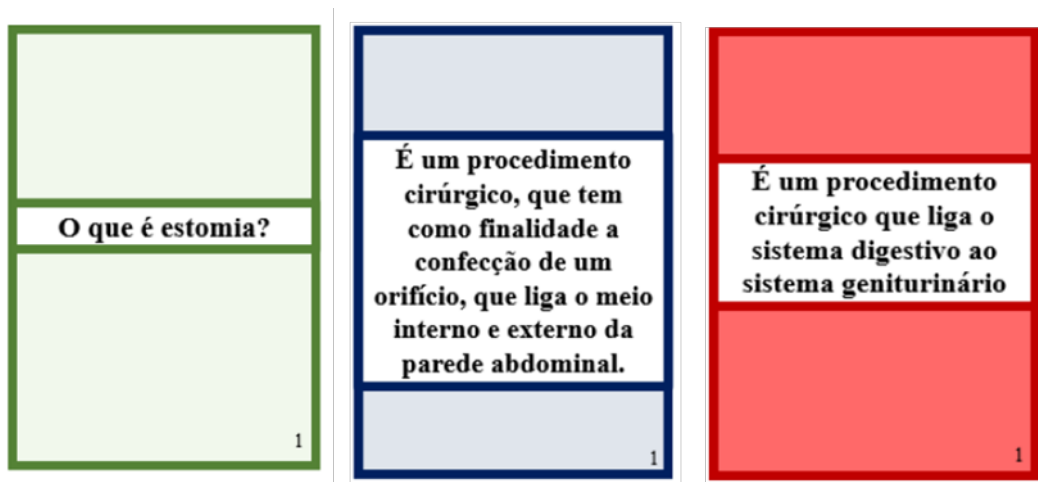 O que é estomia?
1
É um procedimento
cirúrgico, que tem
como finalidade a
confecção de um
orifício, que liga o meio
interno e externo da
parede abdominal.
1
É um procedimento
cirúrgico que liga o
sistema digestivo ao
sistema geniturinário
1